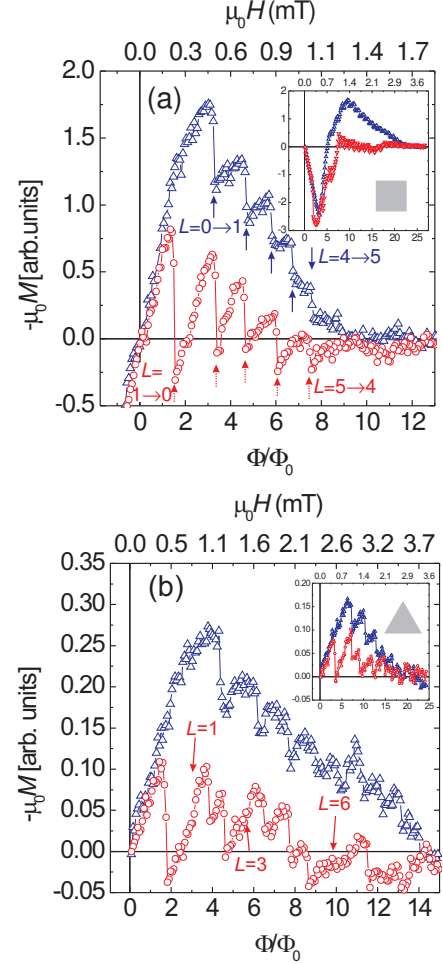 μ₀H (mT)
0.0 0.3 0.6 0.9 1.1 1.4 1.7
2.0
1.5
1.0
0.5
0.0
-0.5
-μ₀M [arb.units]
(a)
0.0 0.7 1.4 2.1 2.9 3.6
2
1
0
-1
-2
-3
0 5 10 15 20 25
L=0→1
L=4→5
L=
1→0
L=5→4
0 2 4 6 8 10 12
Φ/Φ₀
μ₀H (mT)
0.0 0.5 1.1 1.6 2.1 2.6 3.2 3.7
0.35
0.30
0.25
0.20
0.15
0.10
0.05
0.00
-0.05
-μ₀M [arb. units]
(b)
0.0 0.7 1.4 2.1 2.9 3.6
0.20
0.15
0.10
0.05
0.00
-0.05
0 5 10 15 20 25
L=1
L=3
L=6
0 2 4 6 8 10 12 14
Φ/Φ₀